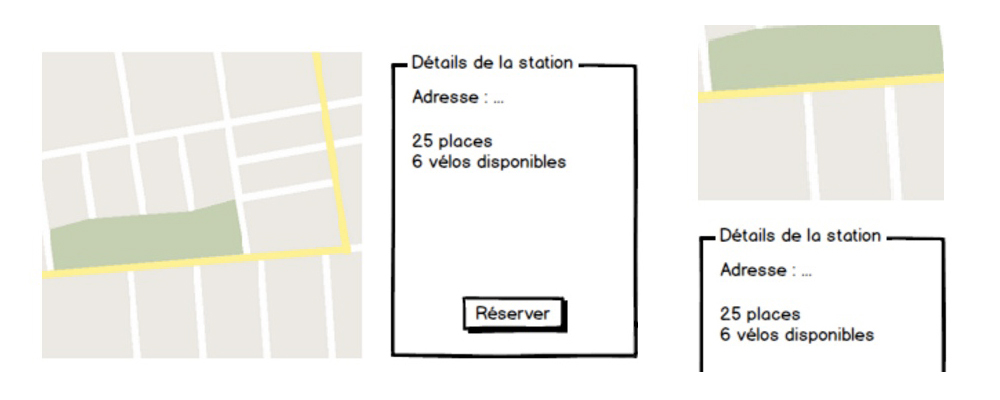 Détails de la station
Adresse : ...
25 places
6 vélos disponibles
Réserver
Détails de la station
Adresse : ...
25 places
6 vélos disponibles